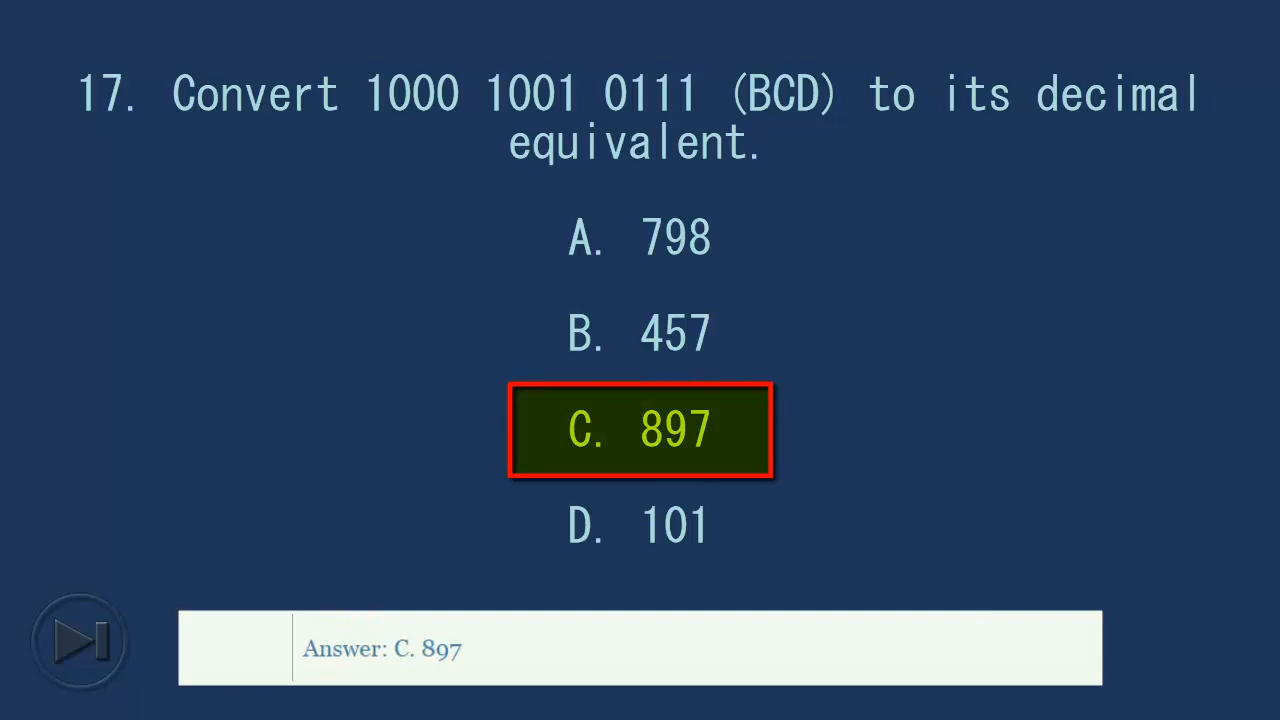 17. Convert 1000 1001 0111 (BCD) to its decimal
equivalent.
A. 798
B. 457
C. 897
D. 101
Answer: C. 897